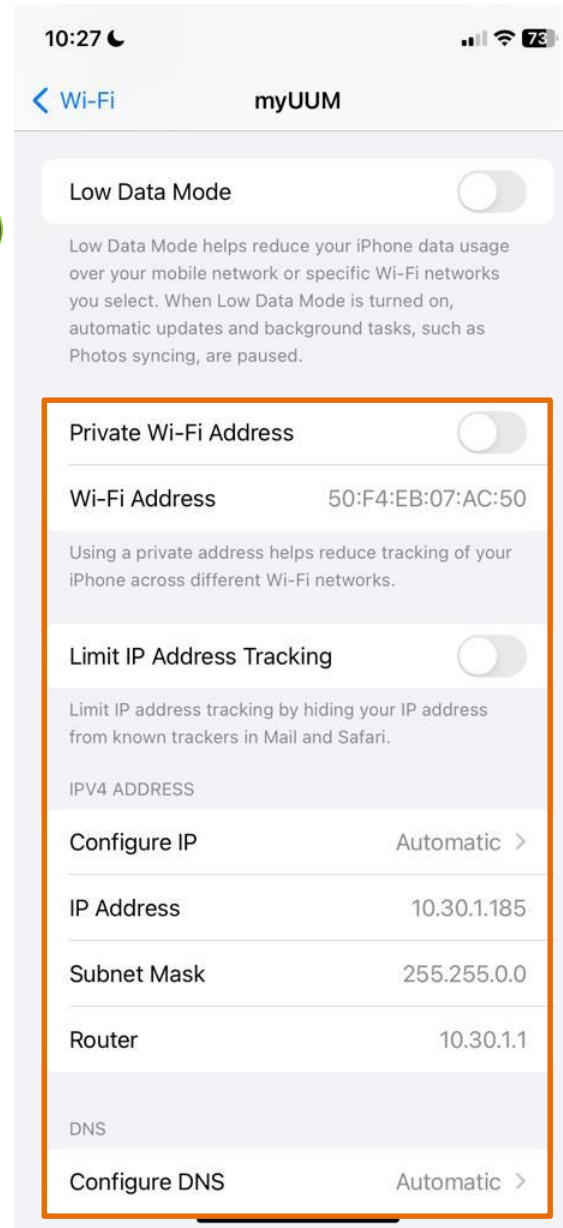 10:27
73
Wi-Fi
myUUM
Low Data Mode
Low Data Mode helps reduce your iPhone data usage
over your mobile network or specific Wi-Fi networks
you select. When Low Data Mode is turned on,
automatic updates and background tasks, such as
Photos syncing, are paused.
Private Wi-Fi Address
Wi-Fi Address 50:F4:EB:07:AC:50
Using a private address helps reduce tracking of your
iPhone across different Wi-Fi networks.
Limit IP Address Tracking
Limit IP address tracking by hiding your IP address
from known trackers in Mail and Safari.
IPV4 ADDRESS
Configure IP Automatic
IP Address 10.30.1.185
Subnet Mask 255.255.0.0
Router 10.30.1.1
DNS
Configure DNS Automatic